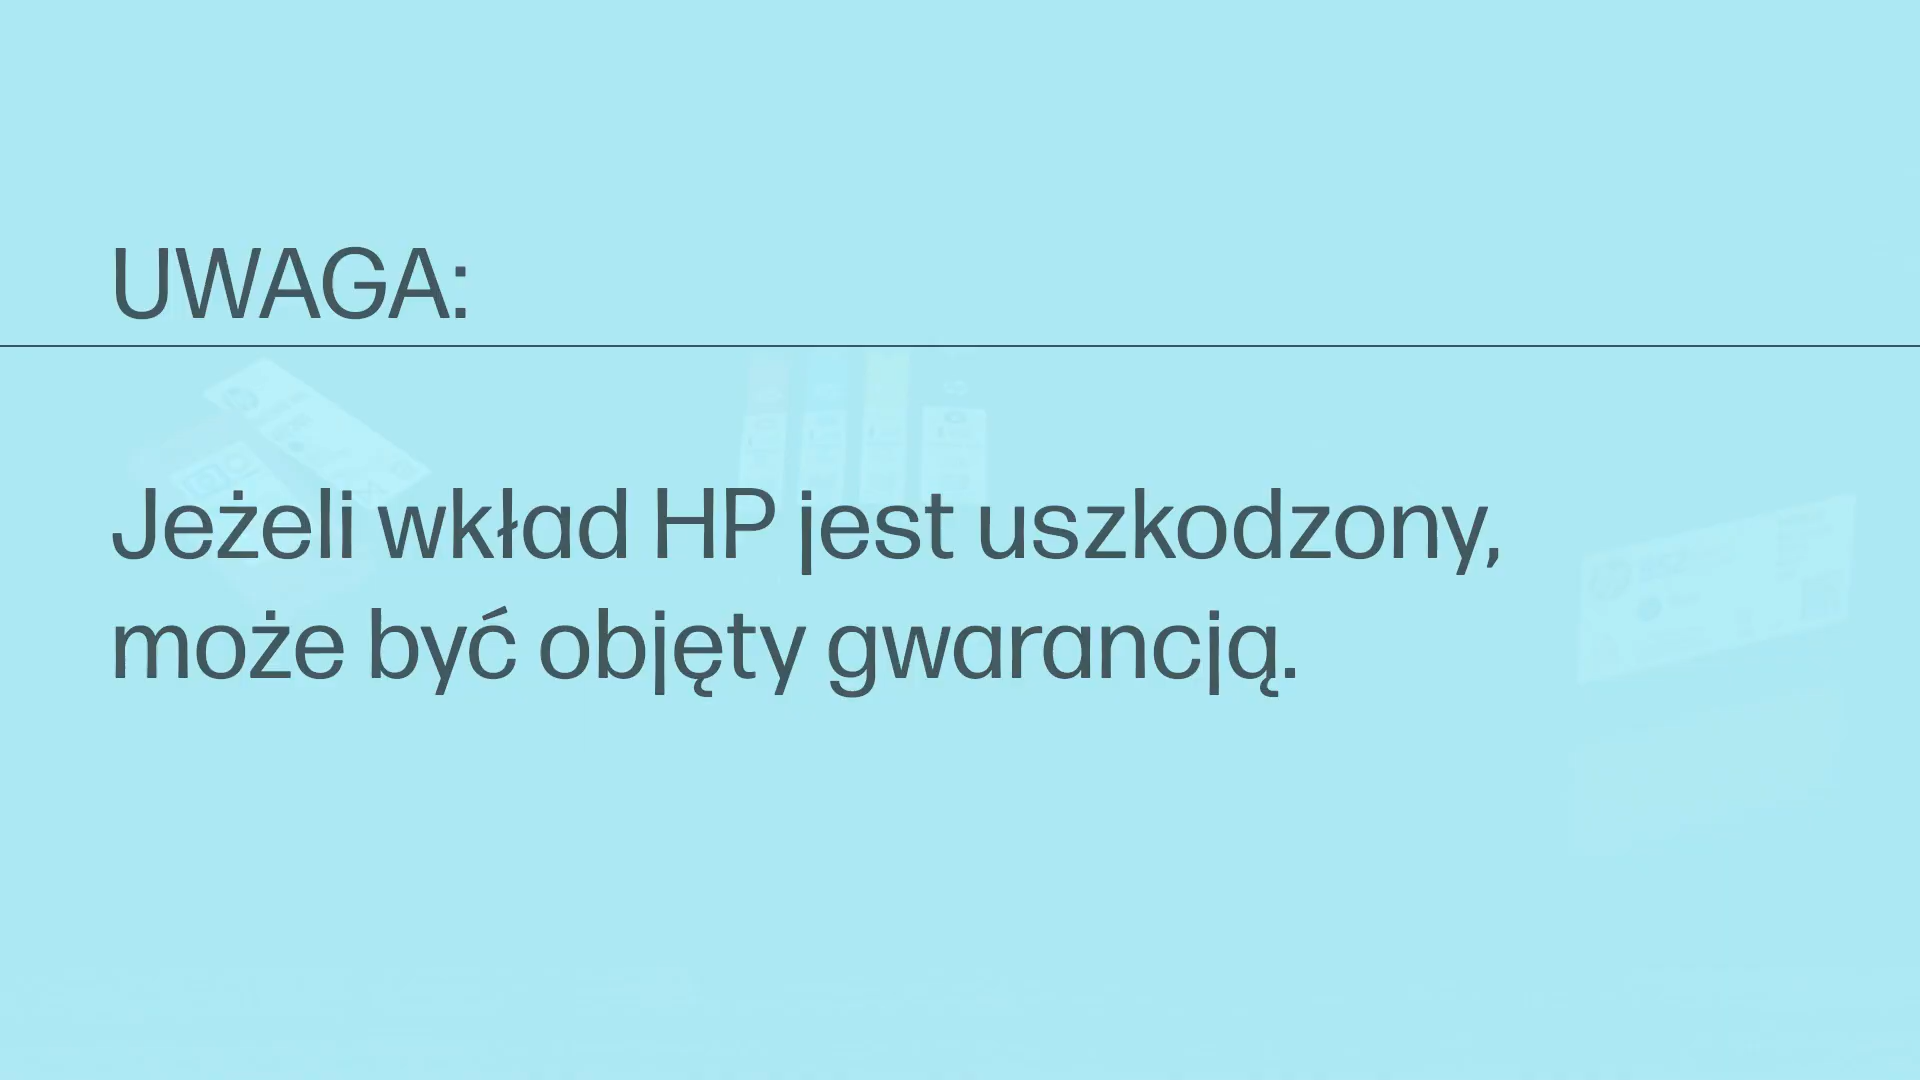 UWAGA:
Jeżeli wkład HP jest uszkodzony,
może być objęty gwarancją.